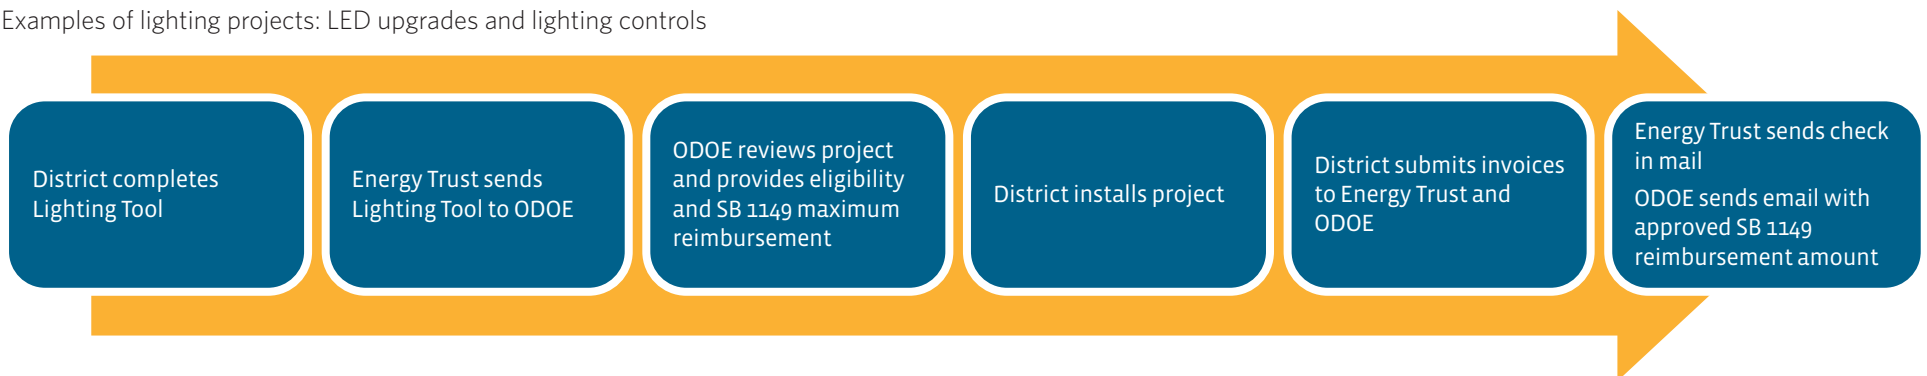 Examples of lighting projects: LED upgrades and lighting controls
District completes
Lighting Tool
Energy Trust sends
Lighting Tool to ODOE
ODOE reviews project
and provides eligibility
and SB 1149 maximum
reimbursement
District installs project
District submits invoices
to Energy Trust and
ODOE
Energy Trust sends check
in mail
ODOE sends email with
approved SB 1149
reimbursement amount